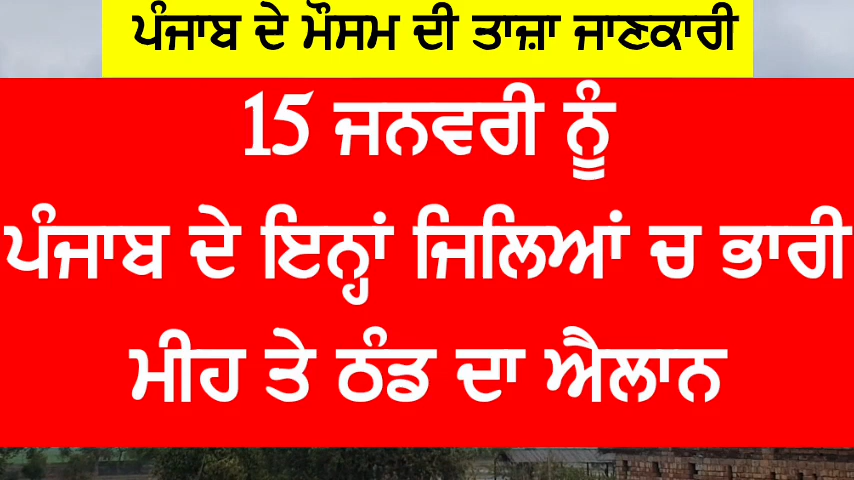 ਪੰਜਾਬ ਦੇ ਮੌਸਮ ਦੀ ਤਾਜ਼ਾ ਜਾਣਕਾਰੀ
15 ਜਨਵਰੀ ਨੂੰ
ਪੰਜਾਬ ਦੇ ਇਨ੍ਹਾਂ ਜਿਲਿਆਂ ਚ ਭਾਰੀ
ਮੀਹ ਤੇ ਠੰਡ ਦਾ ਐਲਾਨ